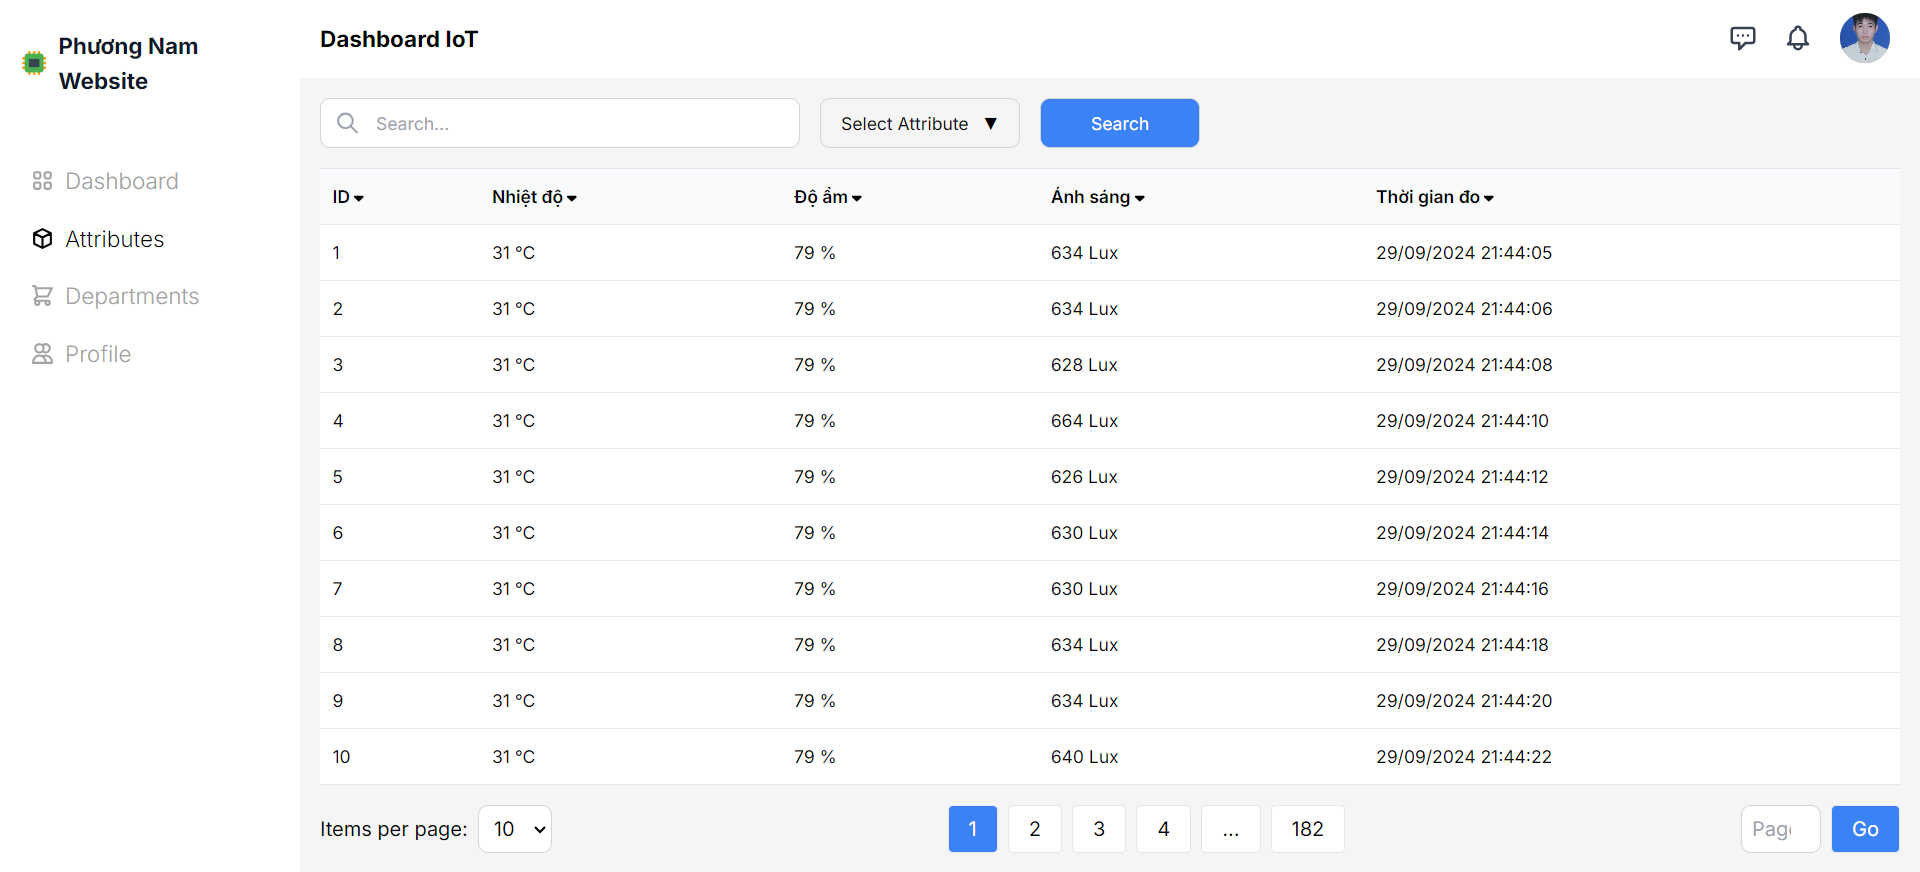 Phương Nam
Website
Dashboard IoT
Search...
Select Attribute ▼
Search
Dashboard
Attributes
Departments
Profile
ID Nhiệt độ Độ ẩm Ánh sáng Thời gian đo
1 31 °C 79 % 634 Lux 29/09/2024 21:44:05
2 31 °C 79 % 634 Lux 29/09/2024 21:44:06
3 31 °C 79 % 628 Lux 29/09/2024 21:44:08
4 31 °C 79 % 664 Lux 29/09/2024 21:44:10
5 31 °C 79 % 626 Lux 29/09/2024 21:44:12
6 31 °C 79 % 630 Lux 29/09/2024 21:44:14
7 31 °C 79 % 630 Lux 29/09/2024 21:44:16
8 31 °C 79 % 634 Lux 29/09/2024 21:44:18
9 31 °C 79 % 634 Lux 29/09/2024 21:44:20
10 31 °C 79 % 640 Lux 29/09/2024 21:44:22
Items per page: 10
1 2 3 4 ... 182
Pag
Go